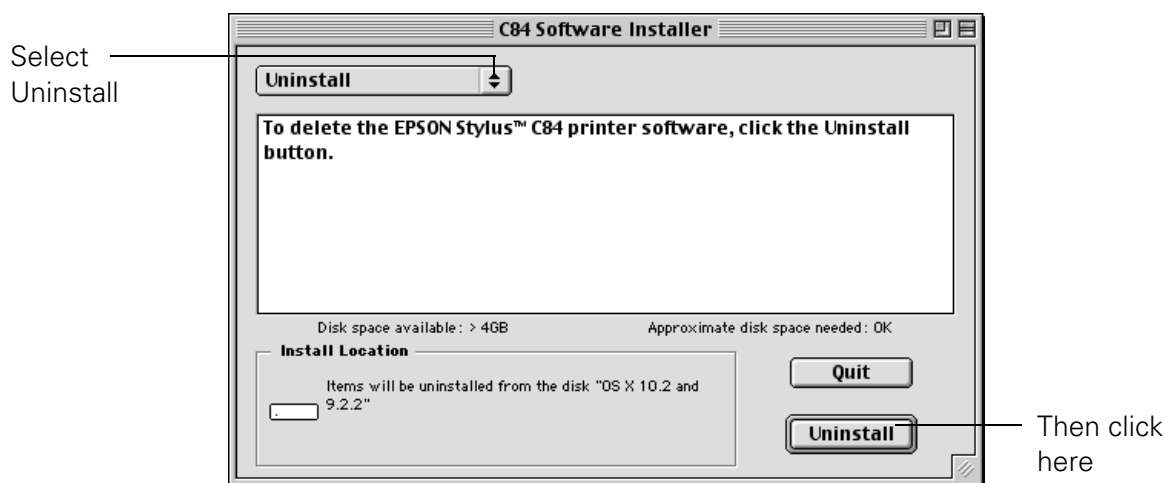 C84 Software Installer
Select
Uninstall
Uninstall
To delete the EPSON Stylus™ C84 printer software, click the Uninstall
button.
Disk space available: > 4GB
Approximate disk space needed: OK
Install Location
Items will be uninstalled from the disk "OS X 10.2 and
9.2.2"
Quit
Uninstall
Then click
here